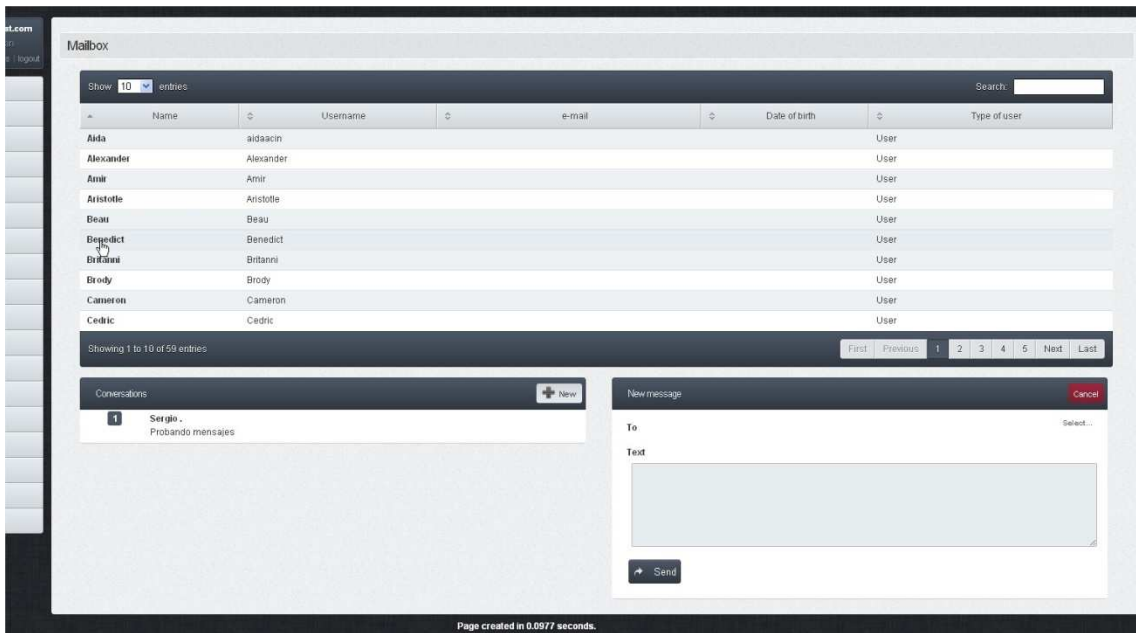 st.com
| logout
Mailbox
Show 10 entries
Search:
Name Username e-mail Date of birth Type of user
Aida aidaacin User
Alexander Alexander User
Amir Amir User
Aristotle Aristotle User
Beau Beau User
Benedict Benedict User
Britanni Britanni User
Brody Brody User
Cameron Cameron User
Cedric Cedric User
Showing 1 to 10 of 59 entries
First Previous 1 2 3 4 5 Next Last
Conversations New
1 Sergio .
Probando mensajes
New message Cancel
To Select...
Text
Send
Page created in 0.0977 seconds.